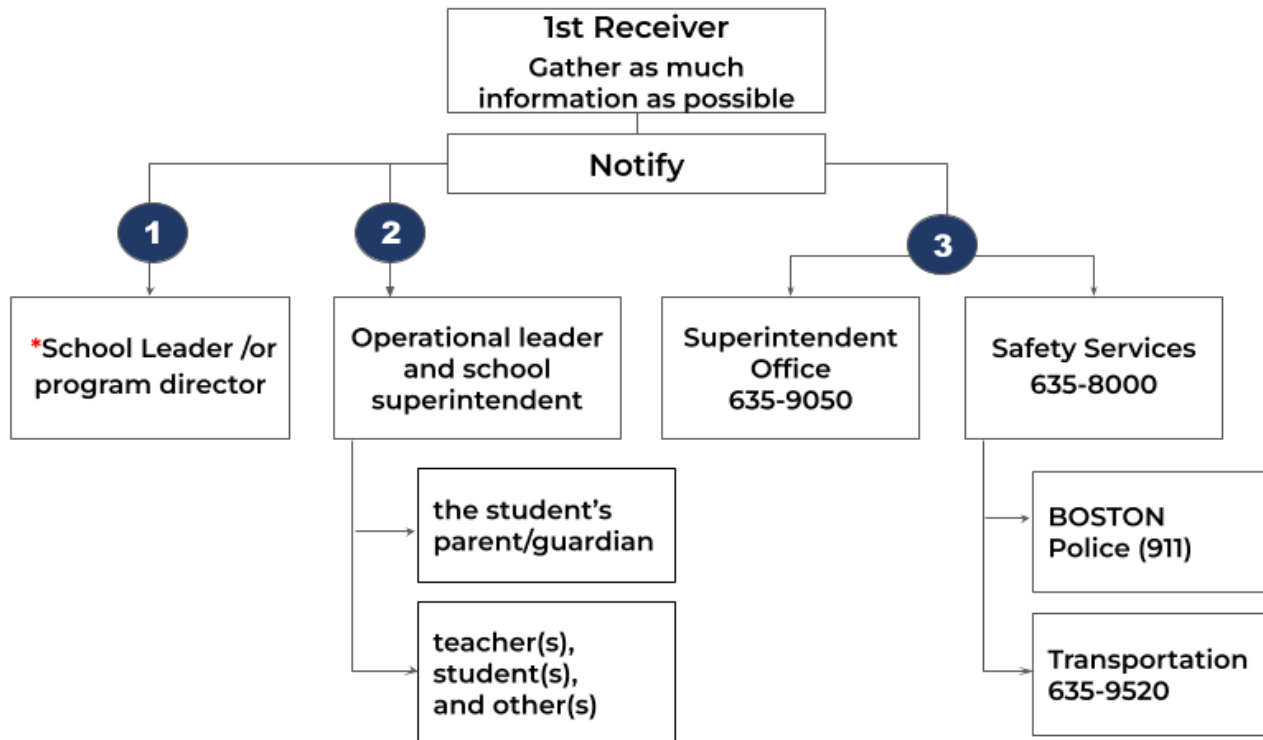 1st Receiver
Gather as much
information as possible
Notify
1
2
3
*School Leader /or
program director
Operational leader
and school
superintendent
Superintendent
Office
635-9050
Safety Services
635-8000
the student’s
parent/guardian
teacher(s),
student(s),
and other(s)
BOSTON
Police (911)
Transportation
635-9520